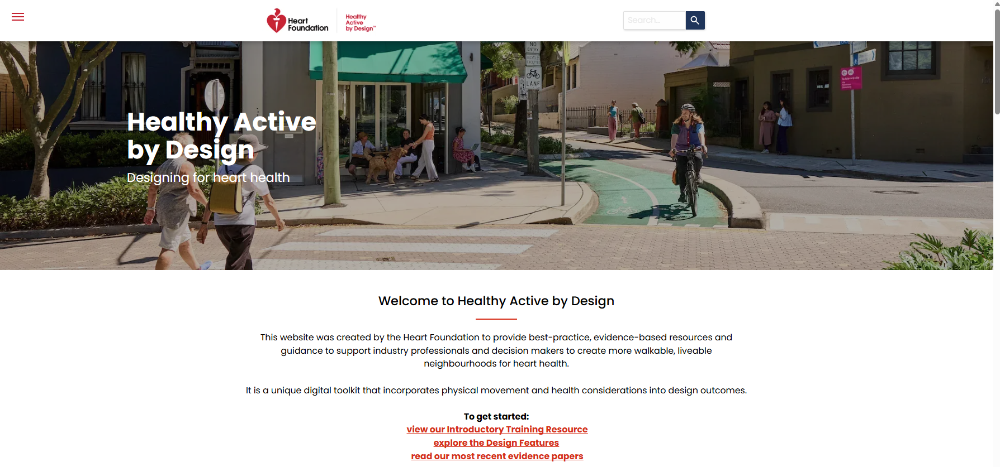 Heart
Foundation
Healthy
Active
by Design™
Search...
NO
ENTRY
BICYCLES
EXCEPTED
LANE
Healthy Active
by Design
Designing for heart health
Welcome to Healthy Active by Design
This website was created by the Heart Foundation to provide best-practice, evidence-based resources and
guidance to support industry professionals and decision makers to create more walkable, liveable
neighbourhoods for heart health.
It is a unique digital toolkit that incorporates physical movement and health considerations into design outcomes.
To get started:
view our Introductory Training Resource
explore the Design Features
read our most recent evidence papers